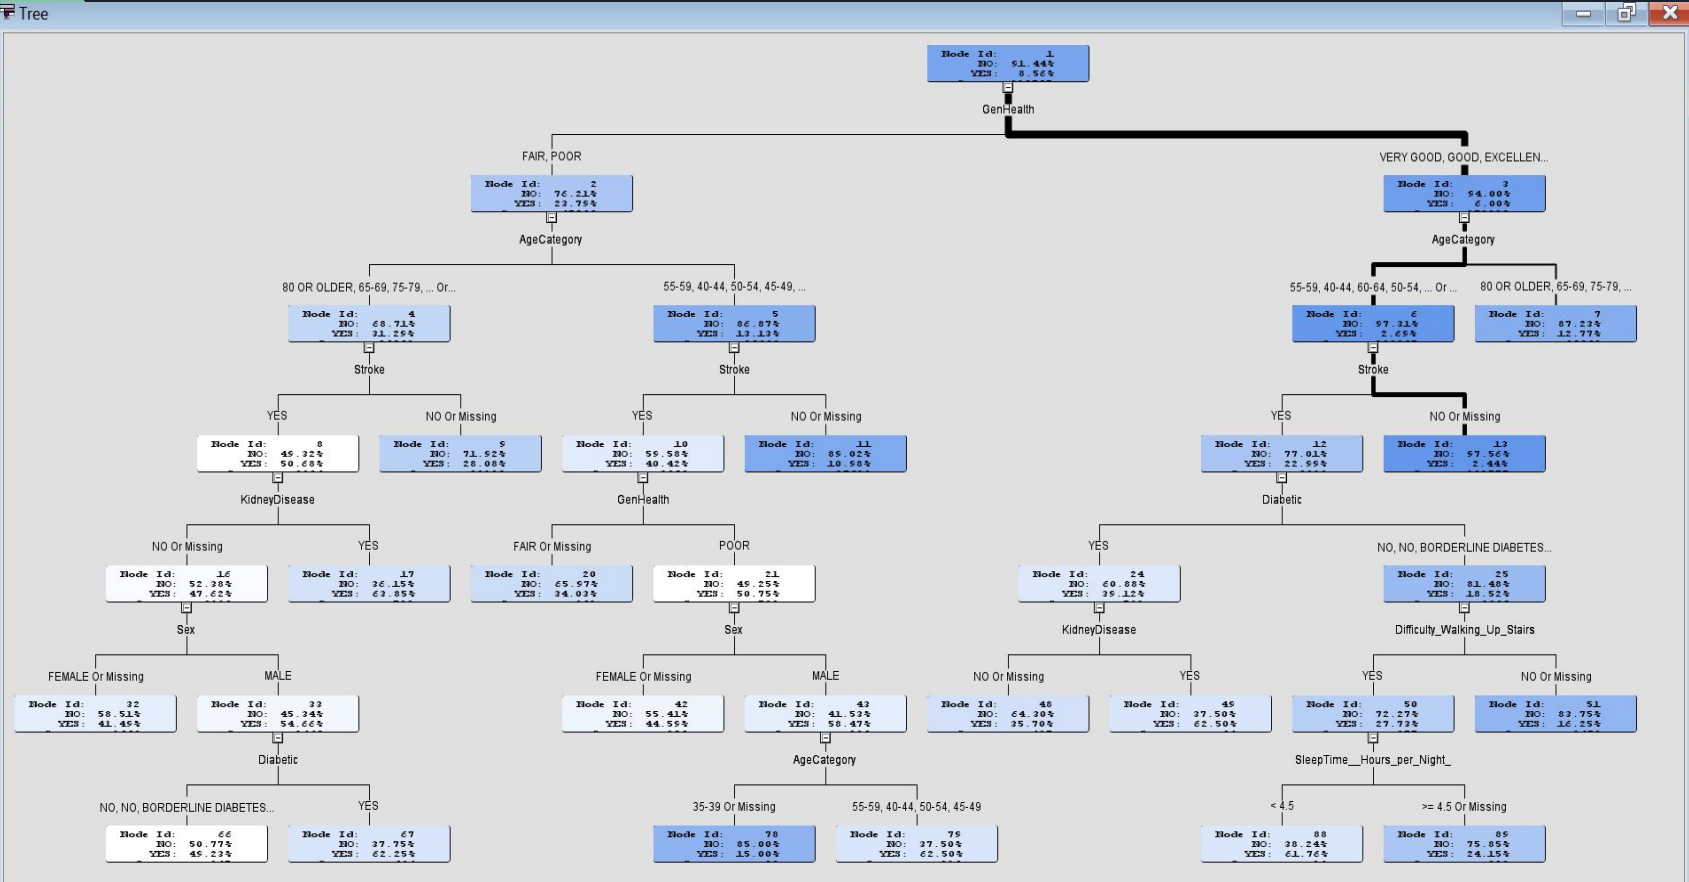 Tree
Node Id: 1
NO: 91.44%
YES: 8.56%
GenHealth
FAIR, POOR
VERY GOOD, GOOD, EXCELLEN...
Node Id: 2
NO: 76.21%
YES: 23.79%
Node Id: 3
NO: 94.00%
YES: 6.00%
AgeCategory
AgeCategory
80 OR OLDER, 65-69, 75-79, ... Or...
55-59, 40-44, 50-54, 45-49, ...
55-59, 40-44, 60-64, 50-54, ... Or ...
80 OR OLDER, 65-69, 75-79, ...
Node Id: 4
NO: 68.71%
YES: 31.29%
Node Id: 5
NO: 86.87%
YES: 13.13%
Node Id: 6
NO: 97.31%
YES: 2.69%
Node Id: 7
NO: 87.23%
YES: 12.77%
Stroke
Stroke
Stroke
YES
NO Or Missing
YES
NO Or Missing
YES
NO Or Missing
Node Id: 8
NO: 49.32%
YES: 50.68%
Node Id: 9
NO: 71.92%
YES: 28.08%
Node Id: 10
NO: 59.58%
YES: 40.42%
Node Id: 11
NO: 89.02%
YES: 10.98%
Node Id: 12
NO: 77.01%
YES: 22.99%
Node Id: 13
NO: 97.56%
YES: 2.44%
KidneyDisease
GenHealth
Diabetic
NO Or Missing
YES
FAIR Or Missing
POOR
YES
NO, NO, BORDERLINE DIABETES...
Node Id: 16
NO: 52.38%
YES: 47.62%
Node Id: 17
NO: 36.15%
YES: 63.85%
Node Id: 20
NO: 65.97%
YES: 34.03%
Node Id: 21
NO: 49.25%
YES: 50.75%
Node Id: 24
NO: 60.88%
YES: 39.12%
Node Id: 25
NO: 81.48%
YES: 18.52%
Sex
Sex
KidneyDisease
Difficulty_Walking_Up_Stairs
FEMALE Or Missing
MALE
FEMALE Or Missing
MALE
NO Or Missing
YES
YES
NO Or Missing
Node Id: 32
NO: 58.51%
YES: 41.49%
Node Id: 33
NO: 45.34%
YES: 54.66%
Node Id: 42
NO: 55.41%
YES: 44.59%
Node Id: 43
NO: 41.53%
YES: 58.47%
Node Id: 48
NO: 64.30%
YES: 35.70%
Node Id: 49
NO: 37.50%
YES: 62.50%
Node Id: 50
NO: 72.27%
YES: 27.73%
Node Id: 51
NO: 83.75%
YES: 16.25%
Diabetic
AgeCategory
SleepTime__Hours_per_Night_
NO, NO, BORDERLINE DIABETES...
YES
35-39 Or Missing
55-59, 40-44, 50-54, 45-49
< 4.5
>= 4.5 Or Missing
Node Id: 66
NO: 50.77%
YES: 49.23%
Node Id: 67
NO: 37.75%
YES: 62.25%
Node Id: 78
NO: 85.00%
YES: 15.00%
Node Id: 79
NO: 37.50%
YES: 62.50%
Node Id: 88
NO: 38.24%
YES: 61.76%
Node Id: 89
NO: 75.85%
YES: 24.15%